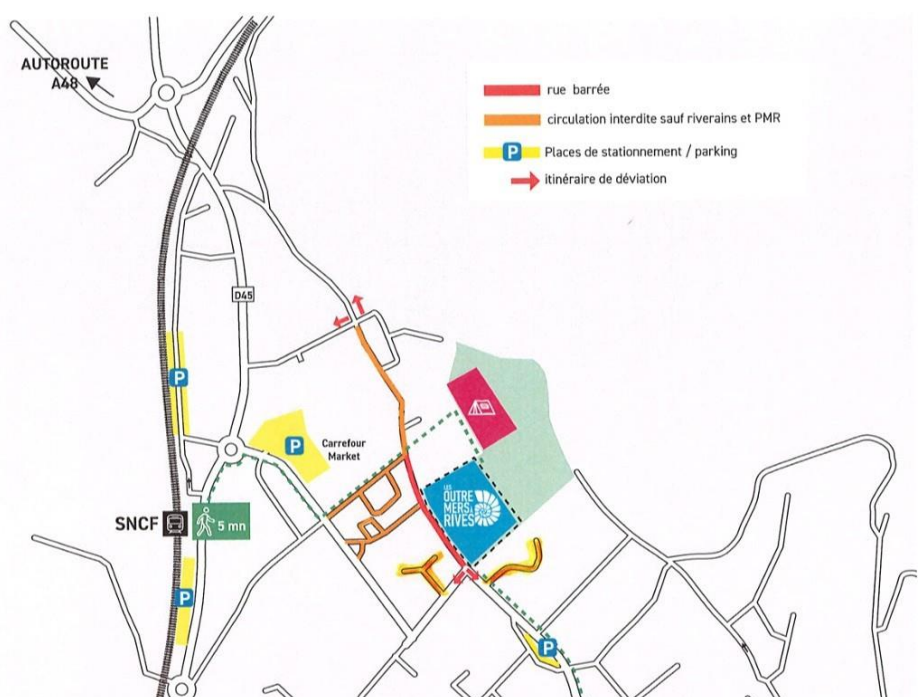 AUTOROUTE
A48
rue barrée
circulation interdite sauf riverains et PMR
P Places de stationnement / parking
itinéraire de déviation
D45
P
P
Carrefour
Market
LES
OUTRE
MERS À
RIVES
SNCF
5 mn
P
P